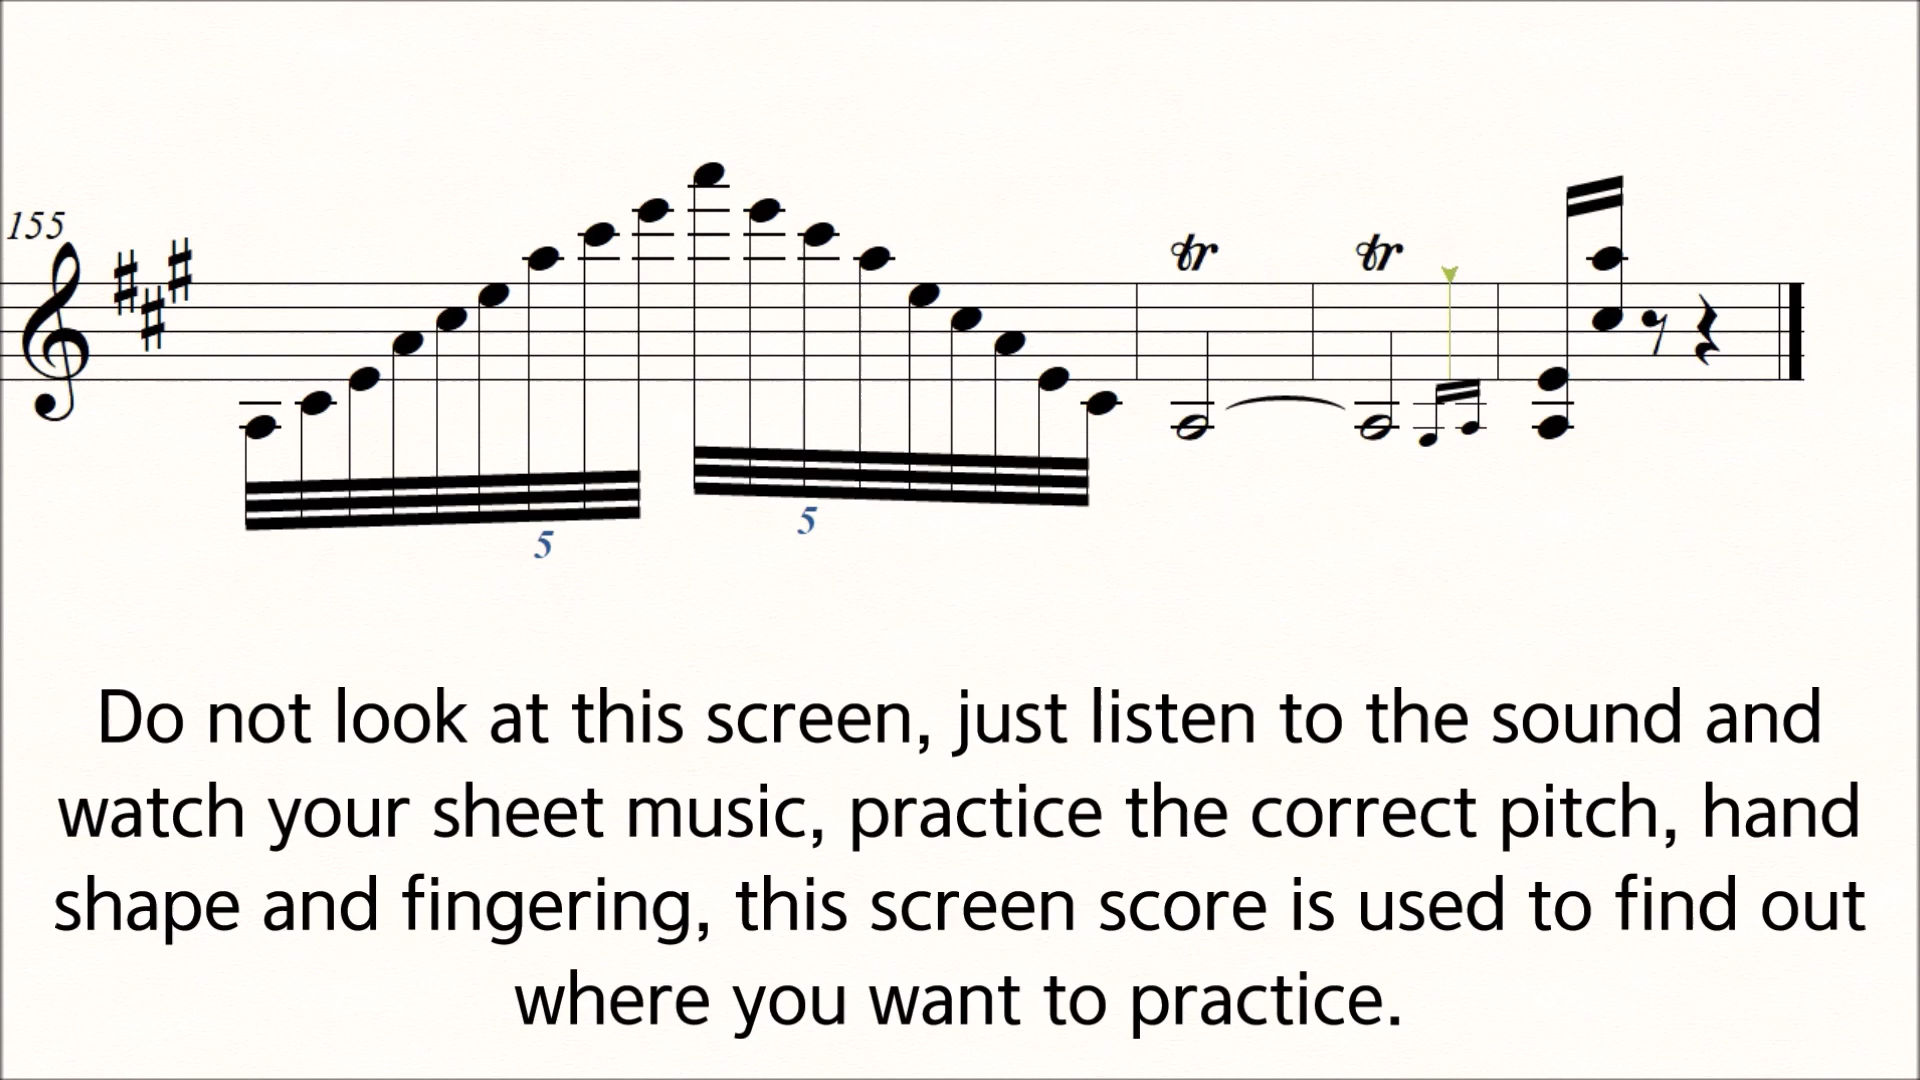 155
tr tr
5
5
Do not look at this screen, just listen to the sound and
watch your sheet music, practice the correct pitch, hand
shape and fingering, this screen score is used to find out
where you want to practice.